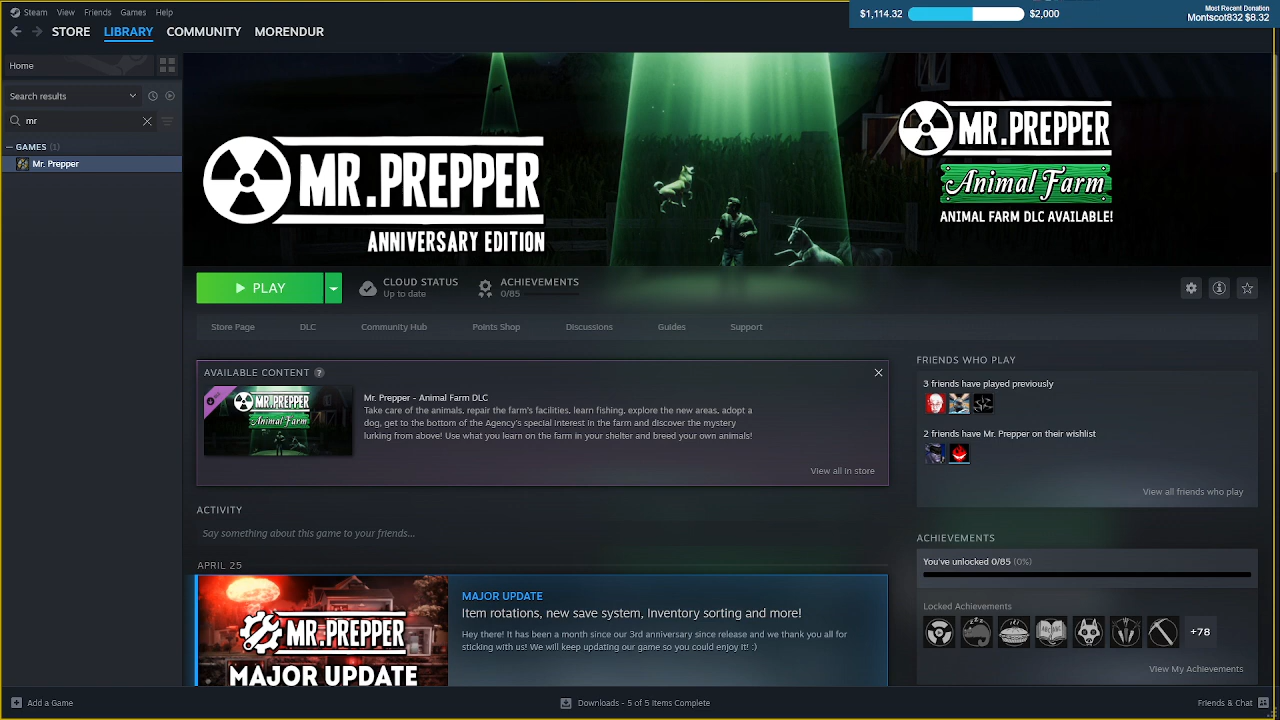 Steam View Friends Games Help
$1,114.32 $2,000
Most Recent Donation
Montscot832 $8.32
STORE LIBRARY COMMUNITY MORENDUR
Home
Search results
mr
GAMES (1)
Mr. Prepper
MR.PREPPER
ANNIVERSARY EDITION
MR.PREPPER
Animal Farm
ANIMAL FARM DLC AVAILABLE!
PLAY
CLOUD STATUS
Up to date
ACHIEVEMENTS
0/85
Store Page DLC Community Hub Points Shop Discussions Guides Support
AVAILABLE CONTENT ?
MR.PREPPER
Animal Farm
Mr. Prepper - Animal Farm DLC
Take care of the animals, repair the farm's facilities, learn fishing, explore the new areas, adopt a
dog, get to the bottom of the Agency's special interest in the farm and discover the mystery
lurking from above! Use what you learn on the farm in your shelter and breed your own animals!
View all in store
FRIENDS WHO PLAY
3 friends have played previously
2 friends have Mr. Prepper on their wishlist
View all friends who play
ACTIVITY
Say something about this game to your friends...
APRIL 25
MR.PREPPER
MAJOR UPDATE
MAJOR UPDATE
Item rotations, new save system, Inventory sorting and more!
Hey there! It has been a month since our 3rd anniversary since release and we thank you all for
sticking with us! We will keep updating our game so you could enjoy it! :)
ACHIEVEMENTS
You've unlocked 0/85 (0%)
Locked Achievements
+78
View My Achievements
Add a Game
Downloads - 5 of 5 Items Complete
Friends & Chat